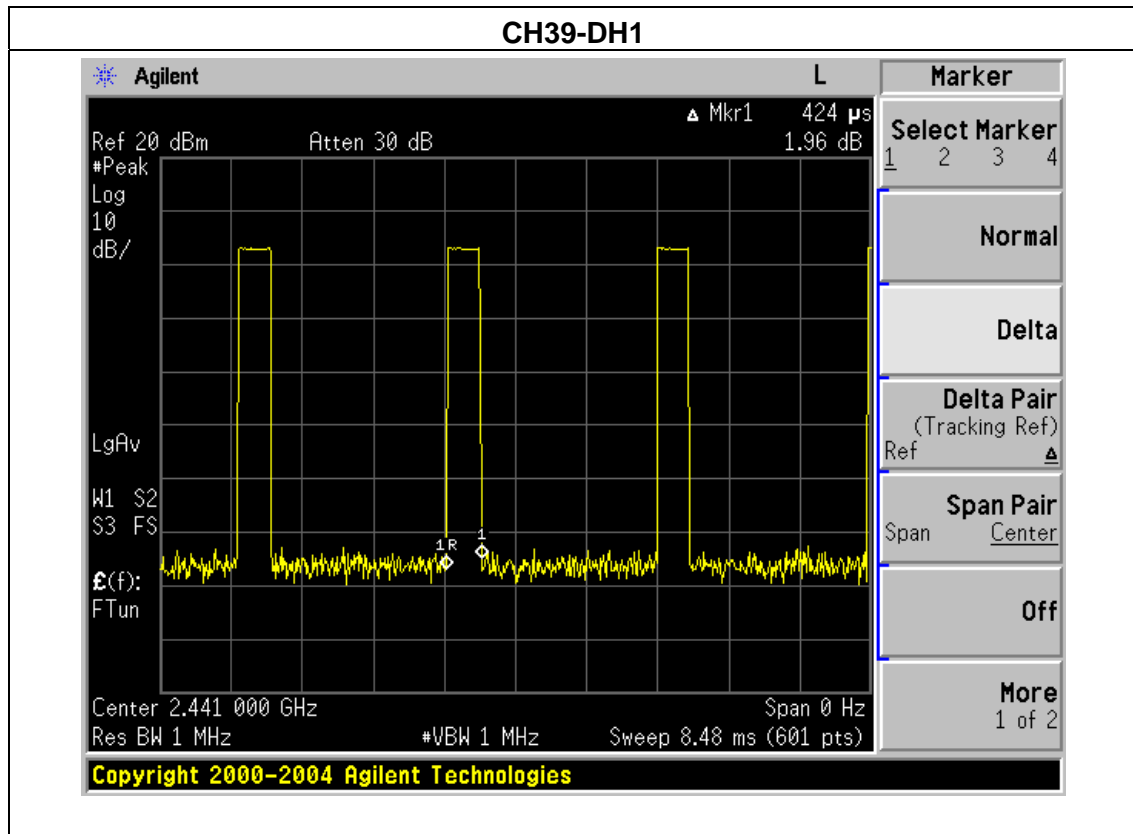 CH39-DH1
Agilent L
Marker
Δ Mkr1 424 µs
Ref 20 dBm Atten 30 dB 1.96 dB
#Peak
Log
10
dB/
LgAv
W1 S2
S3 FS
£(f):
FTun
1R
1
Center 2.441 000 GHz Span 0 Hz
Res BW 1 MHz #VBW 1 MHz Sweep 8.48 ms (601 pts)
Copyright 2000-2004 Agilent Technologies
Select Marker
1 2 3 4
Normal
Delta
Delta Pair
(Tracking Ref)
Ref Δ
Span Pair
Span Center
Off
More
1 of 2